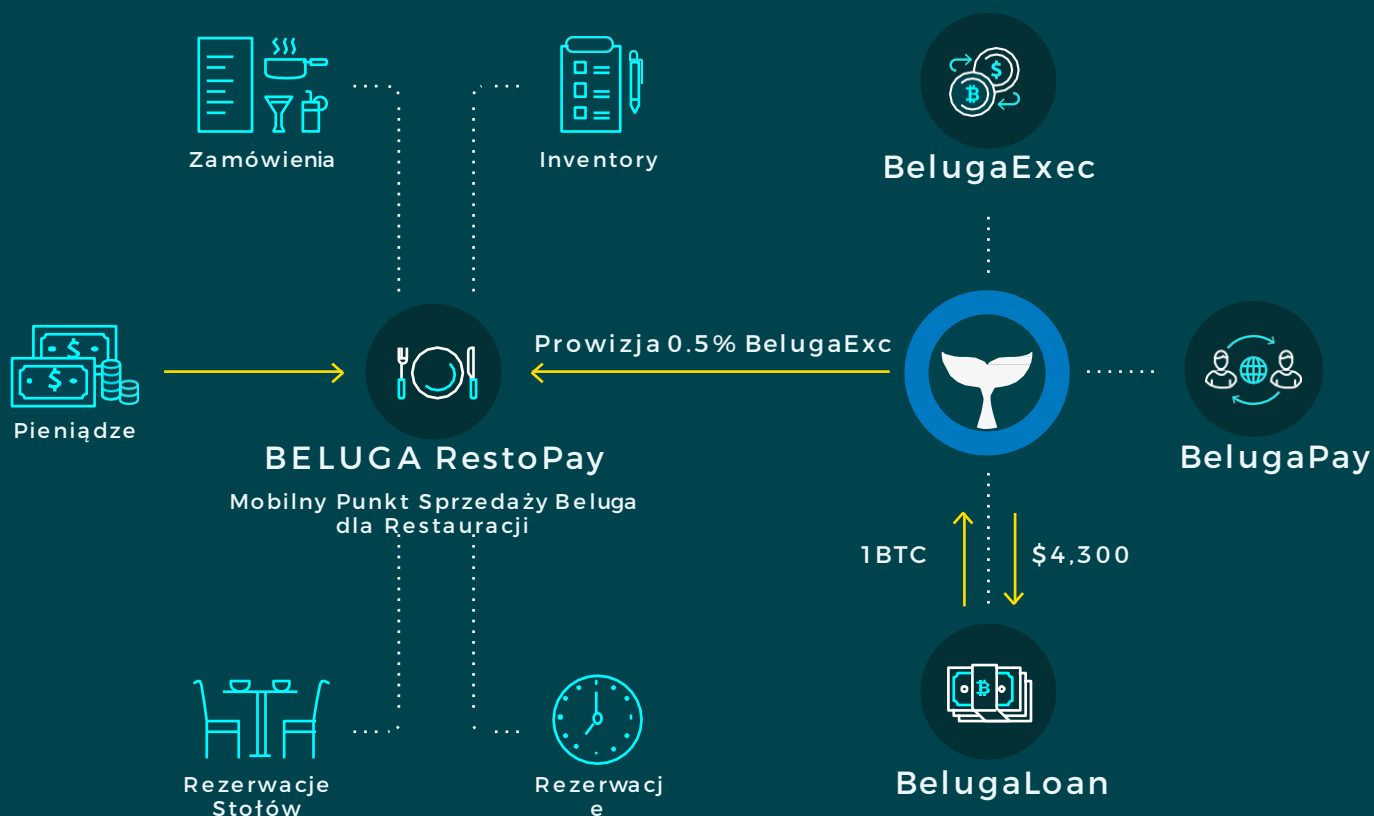 Zamówienia
Inventory
BelugaExec
Prowizja 0.5% BelugaExc
Pieniądze
BELUGA RestoPay
Mobilny Punkt Sprzedaży Beluga
dla Restauracji
BelugaPay
1BTC
$4,300
Rezerwacje
Stołów
Rezerwacj
e
BelugaLoan